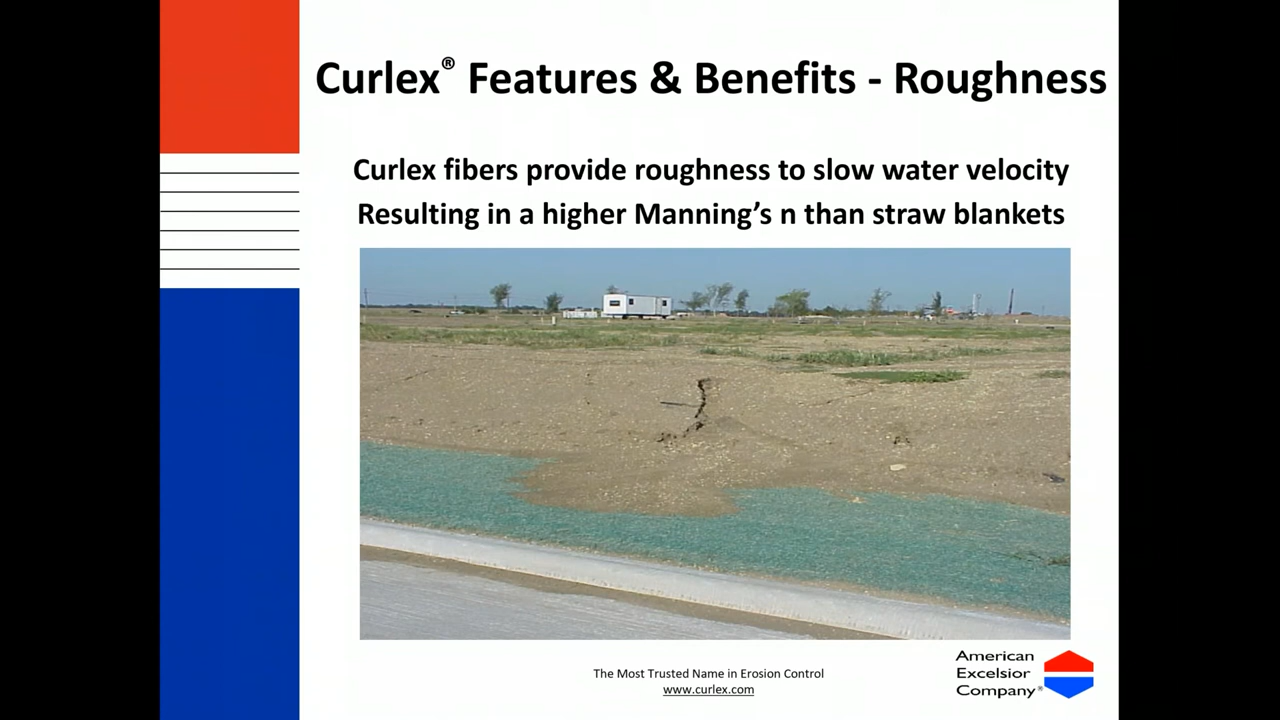 Curlex® Features & Benefits - Roughness
Curlex fibers provide roughness to slow water velocity
Resulting in a higher Manning’s n than straw blankets
The Most Trusted Name in Erosion Control
www.curlex.com
American
Excelsior
Company®